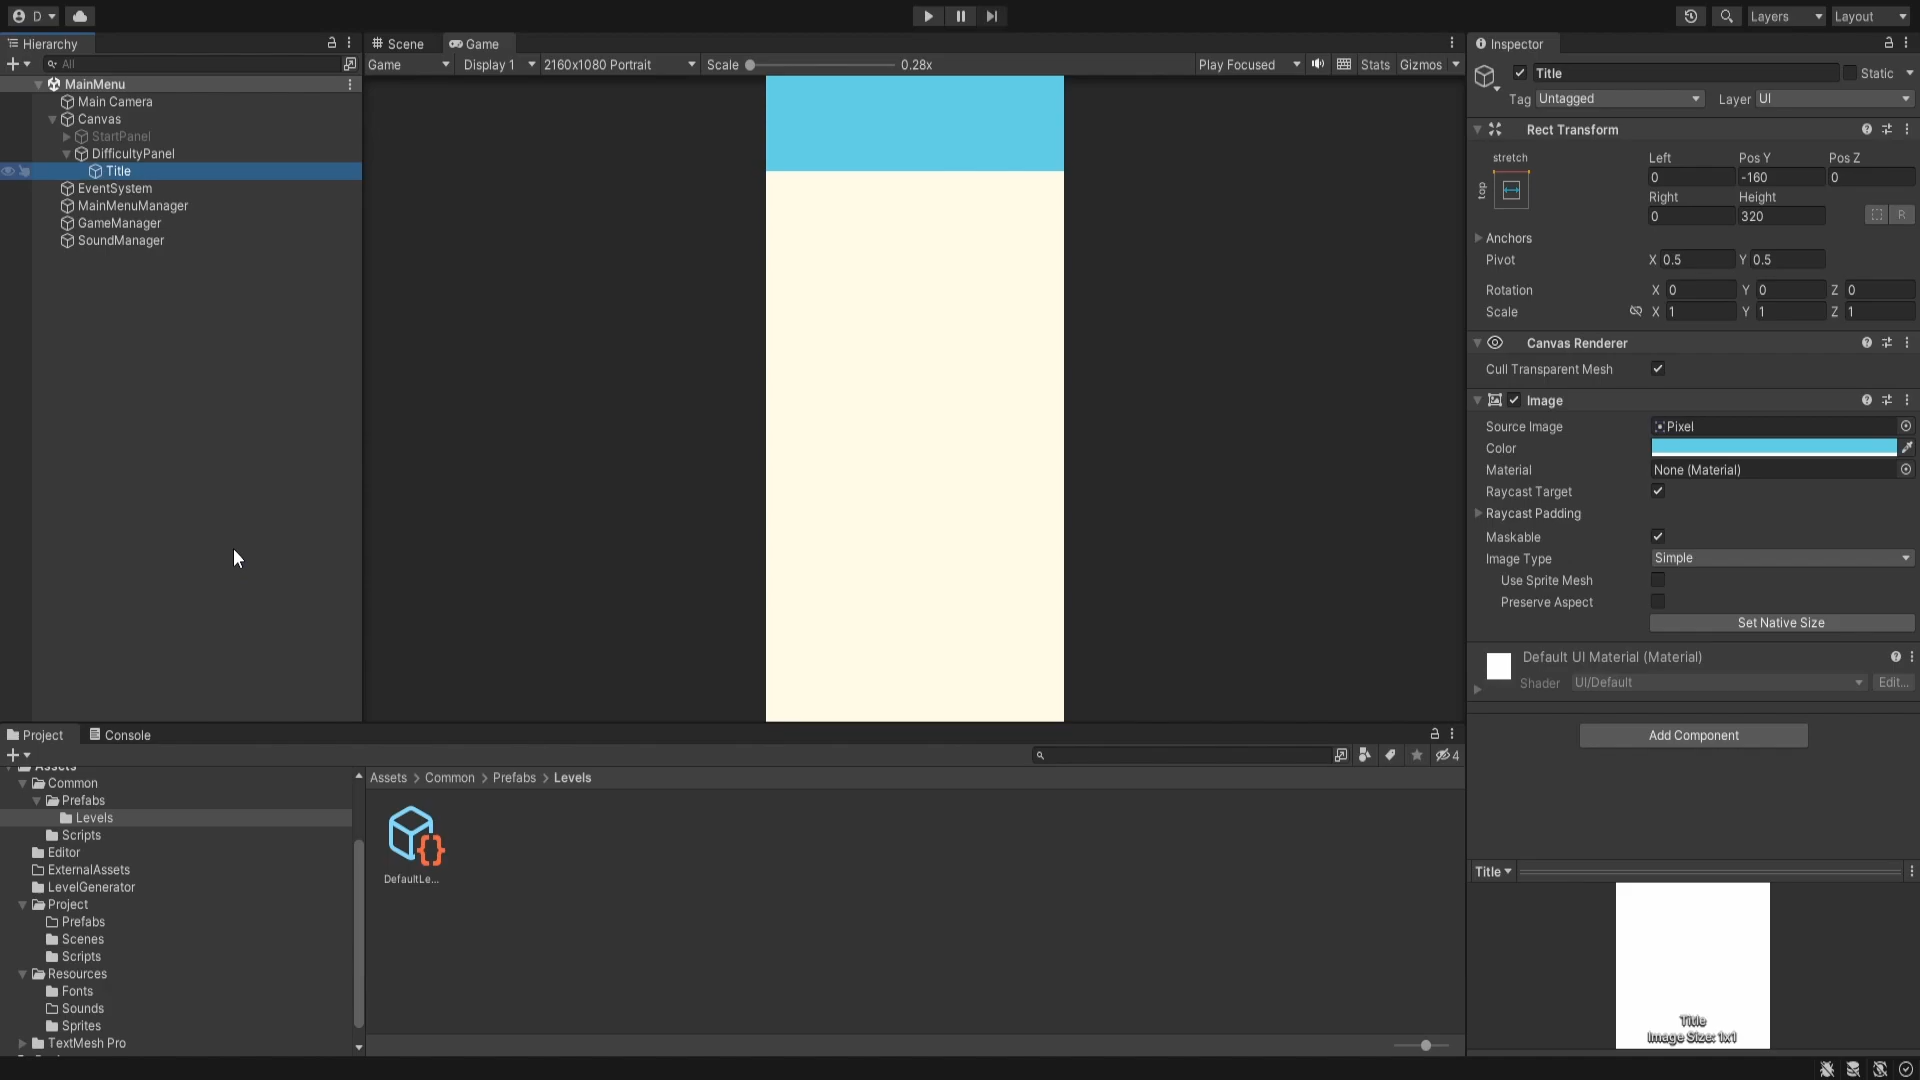 D
Layers
Layout
Hierarchy
All
MainMenu
Main Camera
Canvas
StartPanel
DifficultyPanel
Title
EventSystem
MainMenuManager
GameManager
SoundManager
Scene
Game
Game
Display 1
2160x1080 Portrait
Scale
0.28x
Play Focused
Stats
Gizmos
Inspector
Title
Static
Tag
Untagged
Layer
UI
Rect Transform
stretch
top
Left
Pos Y
Pos Z
0
-160
0
Right
Height
0
320
R
Anchors
Pivot
X 0.5
Y 0.5
Rotation
X 0
Y 0
Z 0
Scale
X 1
Y 1
Z 1
Canvas Renderer
Cull Transparent Mesh
Image
Source Image
Pixel
Color
Material
None (Material)
Raycast Target
Raycast Padding
Maskable
Image Type
Simple
Use Sprite Mesh
Preserve Aspect
Set Native Size
Default UI Material (Material)
Shader
UI/Default
Edit...
Add Component
Title
Title
Image Size: 1x1
Project
Console
4
Assets
Common
Prefabs
Levels
Scripts
Editor
ExternalAssets
LevelGenerator
Project
Prefabs
Scenes
Scripts
Resources
Fonts
Sounds
Sprites
TextMesh Pro
Assets > Common > Prefabs > Levels
DefaultLe...